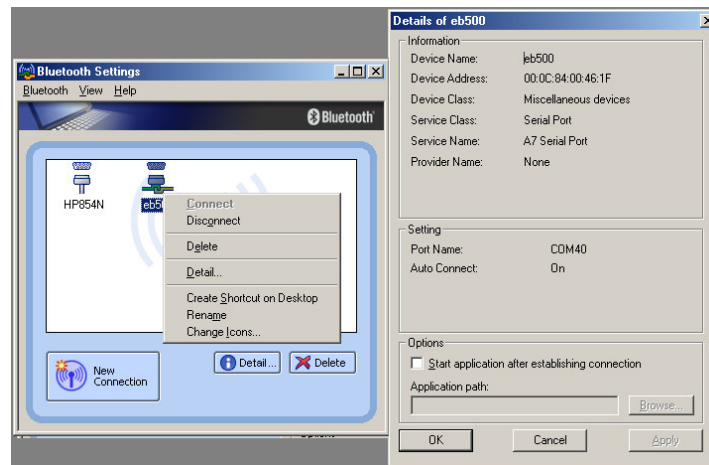 Bluetooth Settings
Bluetooth View Help
Bluetooth
HP854N
Connect
Disconnect
Delete
Detail...
Create Shortcut on Desktop
Rename
Change Icons...
New
Connection
Detail...
Delete
Details of eb500
Information
Device Name: eb500
Device Address: 00:0C:84:00:46:1F
Device Class: Miscellaneous devices
Service Class: Serial Port
Service Name: A7 Serial Port
Provider Name: None
Setting
Port Name: COM40
Auto Connect: On
Options
Start application after establishing connection
Application path:
Browse...
OK Cancel Apply